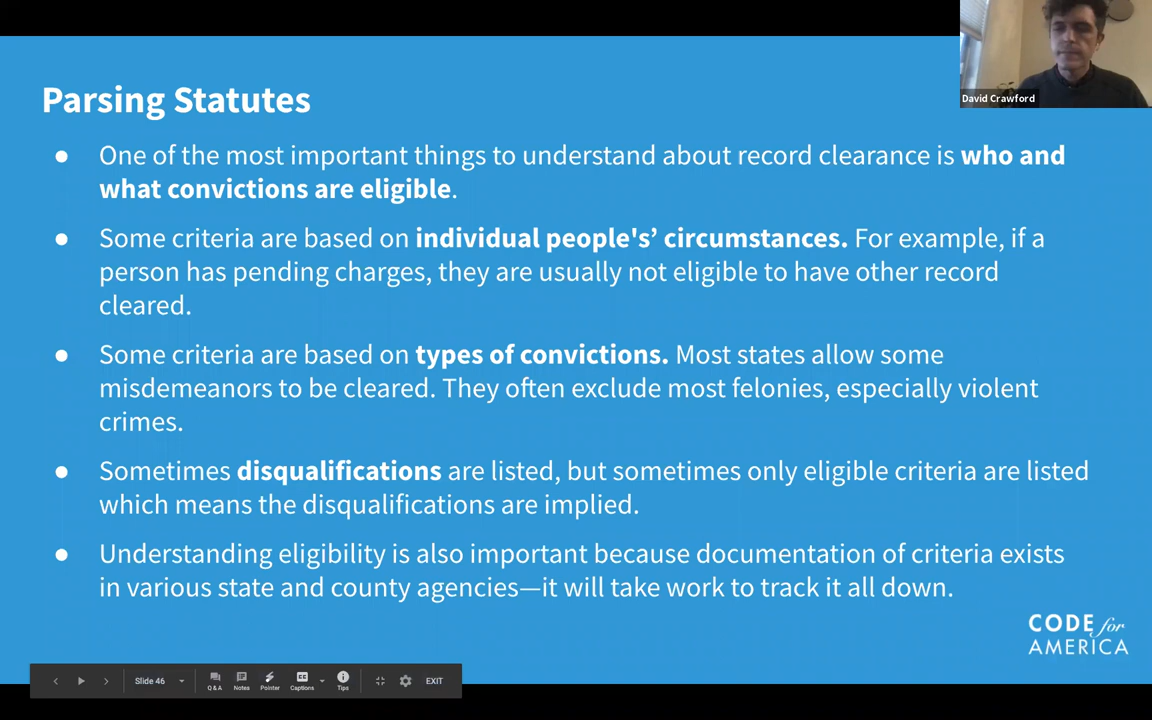 David Crawford
Parsing Statutes
● One of the most important things to understand about record clearance is who and
what convictions are eligible.
● Some criteria are based on individual people's’ circumstances. For example, if a
person has pending charges, they are usually not eligible to have other record
cleared.
● Some criteria are based on types of convictions. Most states allow some
misdemeanors to be cleared. They often exclude most felonies, especially violent
crimes.
● Sometimes disqualifications are listed, but sometimes only eligible criteria are listed
which means the disqualifications are implied.
● Understanding eligibility is also important because documentation of criteria exists
in various state and county agencies—it will take work to track it all down.
CODE for
AMERICA
Slide 46
Q & A Notes Pointer Captions Tips EXIT